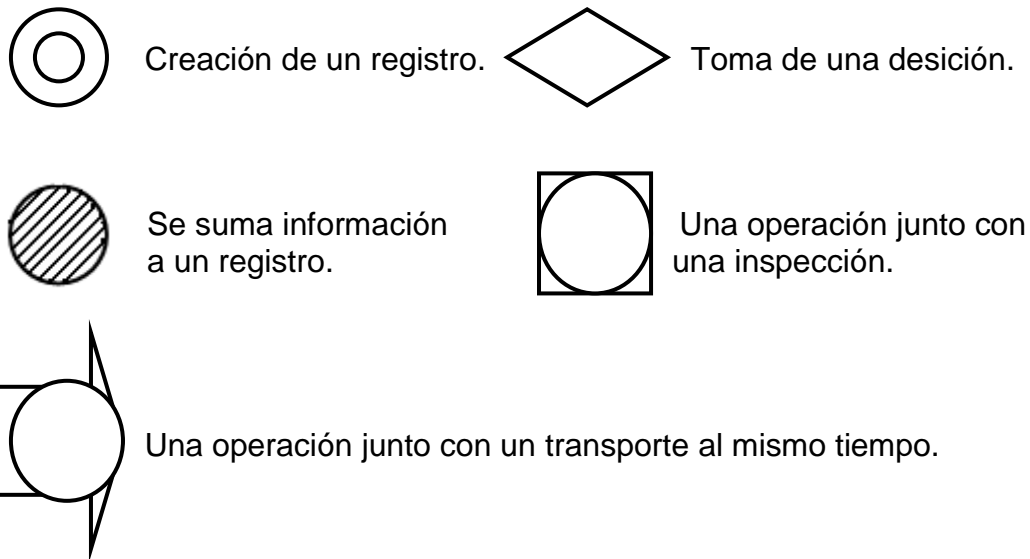 Creación de un registro.
Toma de una desición.
Se suma información
a un registro.
Una operación junto con
una inspección.
Una operación junto con un transporte al mismo tiempo.